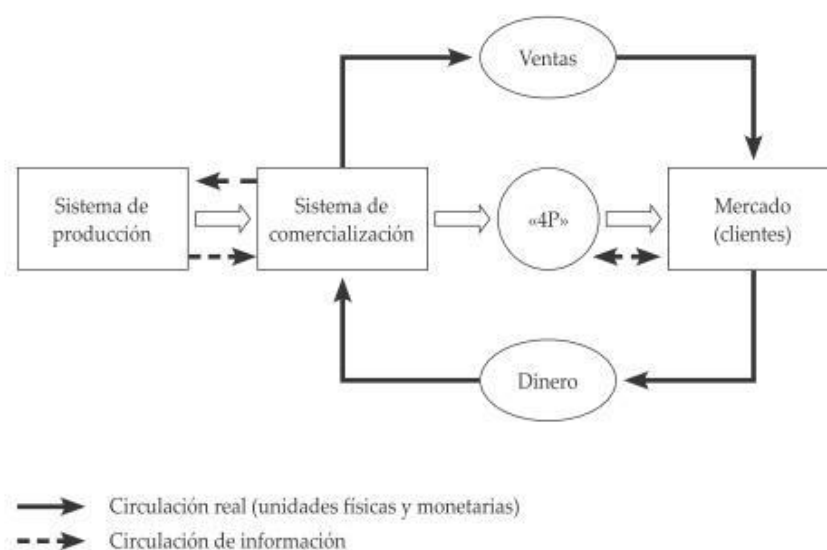 Ventas
Sistema de
producción
Sistema de
comercialización
«4P»
Mercado
(clientes)
Dinero
Circulación real (unidades físicas y monetarias)
Circulación de información